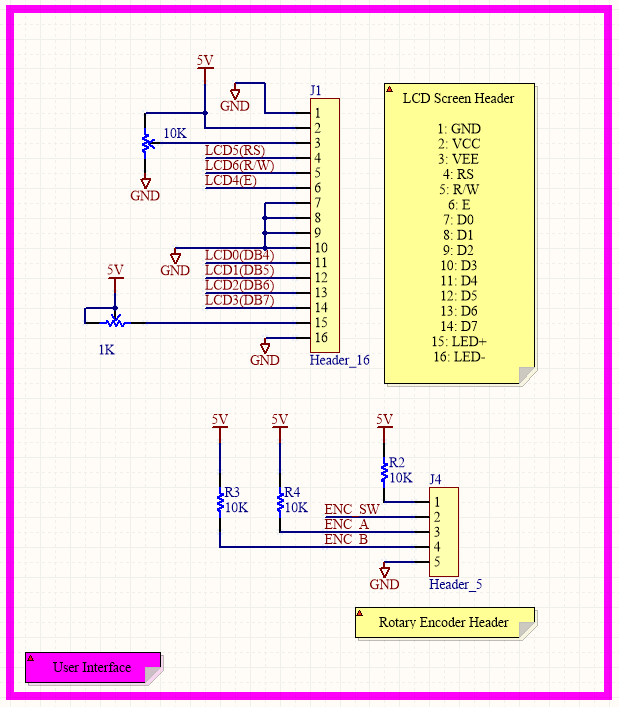 5V
J1
GND
10K
GND
LCD5(RS)
LCD6(R/W)
LCD4(E)
GND
LCD0(DB4)
LCD1(DB5)
LCD2(DB6)
LCD3(DB7)
5V
1K
GND
1
2
3
4
5
6
7
8
9
10
11
12
13
14
15
16
Header_16
LCD Screen Header
1: GND
2: VCC
3: VEE
4: RS
5: R/W
6: E
7: D0
8: D1
9: D2
10: D3
11: D4
12: D5
13: D6
14: D7
15: LED+
16: LED-
5V
5V
5V
R3
10K
R4
10K
R2
10K
J4
ENC_SW
ENC_A
ENC_B
1
2
3
4
5
GND
Header_5
Rotary Encoder Header
User Interface